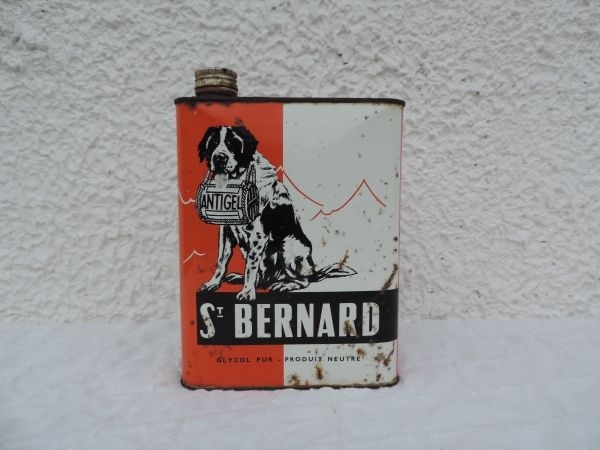 ANTIGEL
ST BERNARD
GLYCOL PUR - PRODUIT NEUTRE